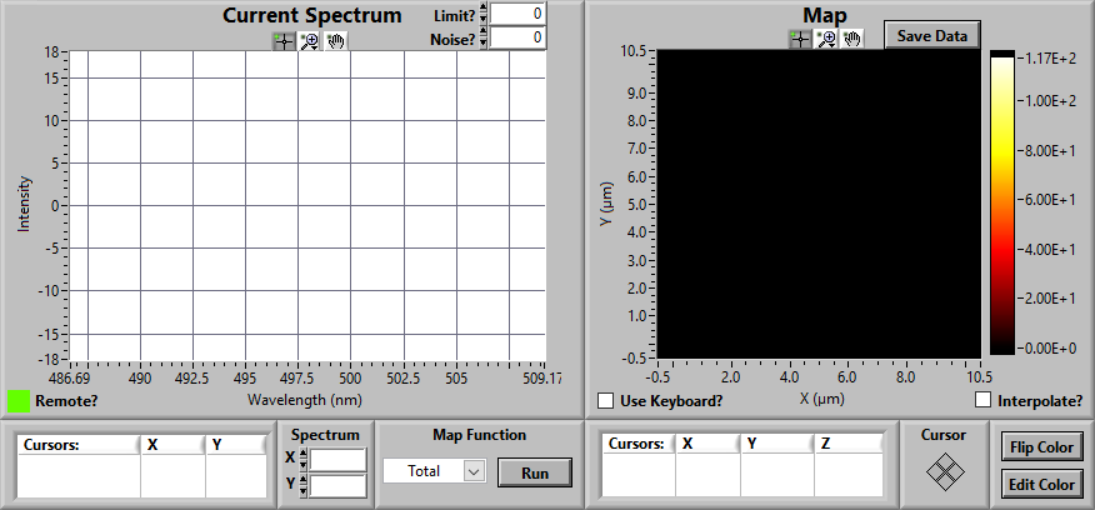 Current Spectrum
Limit? 0
Noise? 0
18
15
10
5
0
-5
-10
-15
-18
Intensity
486.69 490 492.5 495 497.5 500 502.5 505 509.17
Wavelength (nm)
Remote?
Map
Save Data
10.5
9.0
8.0
7.0
6.0
5.0
4.0
3.0
2.0
1.0
-0.5
Y (µm)
-0.5 2.0 4.0 6.0 8.0 10.5
X (µm)
1.17E+2
1.00E+2
8.00E+1
6.00E+1
4.00E+1
2.00E+1
0.00E+0
Use Keyboard?
Interpolate?
Cursors: X Y
Spectrum
X
Y
Map Function
Total
Run
Cursors: X Y Z
Cursor
Flip Color
Edit Color